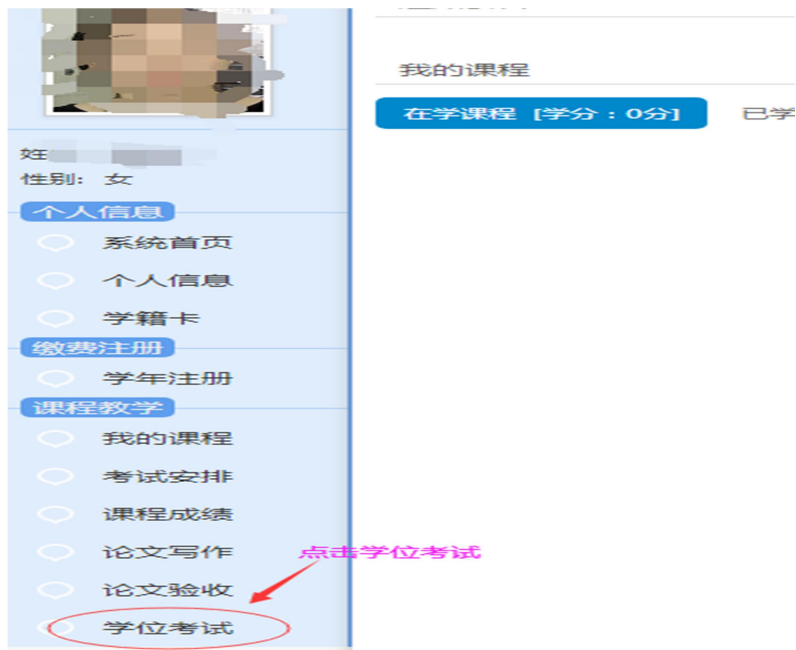 我的课程
在学课程 [学分：0分] 已学
姓
性别： 女
个人信息
系统首页
个人信息
学籍卡
缴费注册
学年注册
课程教学
我的课程
考试安排
课程成绩
论文写作
点击学位考试
论文验收
学位考试